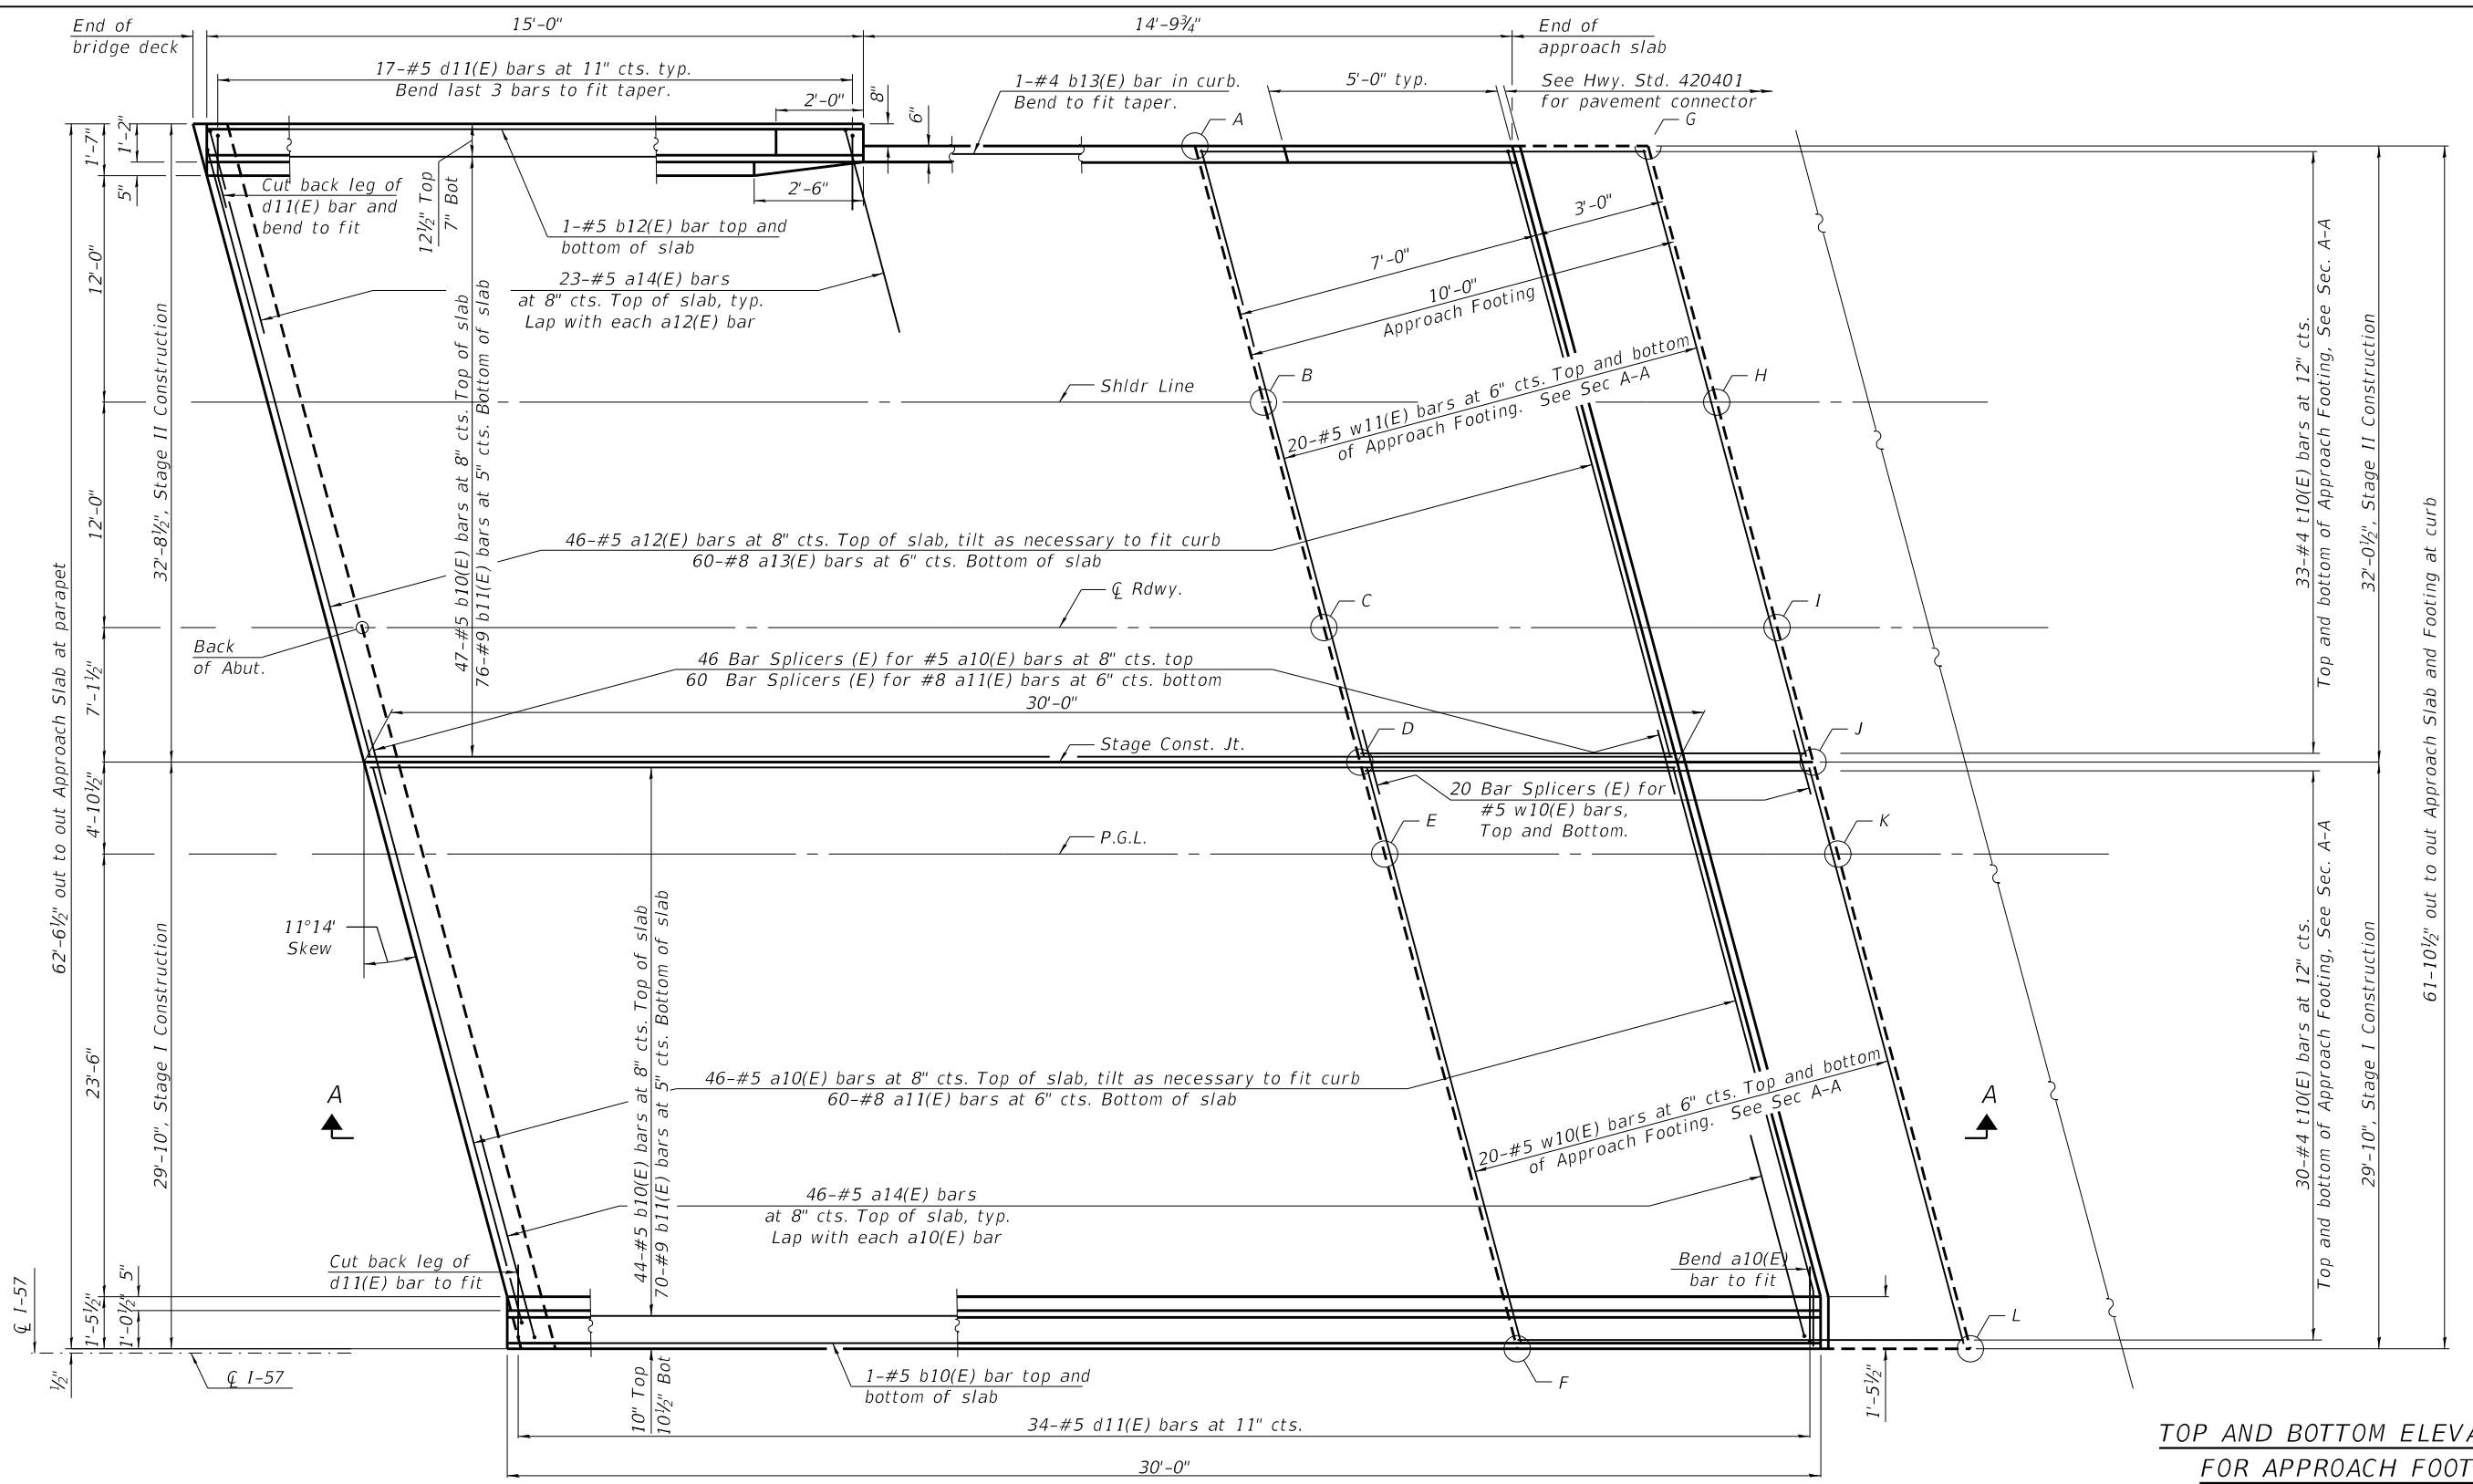 End of
bridge deck
15'-0"
14'-9¾"
End of
approach slab
17-#5 d11(E) bars at 11" cts. typ.
Bend last 3 bars to fit taper.
2'-0"
8"
6"
1-#4 b13(E) bar in curb.
Bend to fit taper.
5'-0" typ.
See Hwy. Std. 420401
for pavement connector
A
G
1'-7"
1'-2"
5"
Cut back leg of
d11(E) bar and
bend to fit
12½" Top
7" Bot
2'-6"
1-#5 b12(E) bar top and
bottom of slab
23-#5 a14(E) bars
at 8" cts. Top of slab, typ.
Lap with each a12(E) bar
3'-0"
7'-0"
10'-0"
Approach Footing
12'-0"
32'-8½", Stage II Construction
47-#5 b10(E) bars at 8" cts. Top of slab
76-#9 b11(E) bars at 5" cts. Bottom of slab
Shldr Line
B
H
20-#5 w11(E) bars at 6" cts. Top and bottom
of Approach Footing. See Sec A-A
33-#4 t10(E) bars at 12" cts.
Top and bottom of Approach Footing, See Sec. A-A
32'-0½", Stage II Construction
12'-0"
46-#5 a12(E) bars at 8" cts. Top of slab, tilt as necessary to fit curb
60-#8 a13(E) bars at 6" cts. Bottom of slab
℄ Rdwy.
C
I
Back
of Abut.
7'-1½"
46 Bar Splicers (E) for #5 a10(E) bars at 8" cts. top
60 Bar Splicers (E) for #8 a11(E) bars at 6" cts. bottom
30'-0"
Stage Const. Jt.
D
J
62'-6½" out to out Approach Slab at parapet
61-10½" out to out Approach Slab and Footing at curb
4'-10½"
20 Bar Splicers (E) for
#5 w10(E) bars,
Top and Bottom.
P.G.L.
E
K
11°14'
Skew
23'-6"
29'-10", Stage I Construction
A
44-#5 b10(E) bars at 8" cts. Top of slab
70-#9 b11(E) bars at 5" cts. Bottom of slab
46-#5 a10(E) bars at 8" cts. Top of slab, tilt as necessary to fit curb
60-#8 a11(E) bars at 6" cts. Bottom of slab
20-#5 w10(E) bars at 6" cts. Top and bottom
of Approach Footing. See Sec A-A
A
30-#4 t10(E) bars at 12" cts.
Top and bottom of Approach Footing, See Sec. A-A
29'-10", Stage I Construction
46-#5 a14(E) bars
at 8" cts. Top of slab, typ.
Lap with each a10(E) bar
Cut back leg of
d11(E) bar to fit
Bend a10(E)
bar to fit
℄ I-57
1'-5½"
1'-0½"
5"
½"
℄ I-57
10" Top
10½" Bot
1-#5 b10(E) bar top and
bottom of slab
F
L
1'-5½"
34-#5 d11(E) bars at 11" cts.
30'-0"
TOP AND BOTTOM ELEVA
FOR APPROACH FOOT